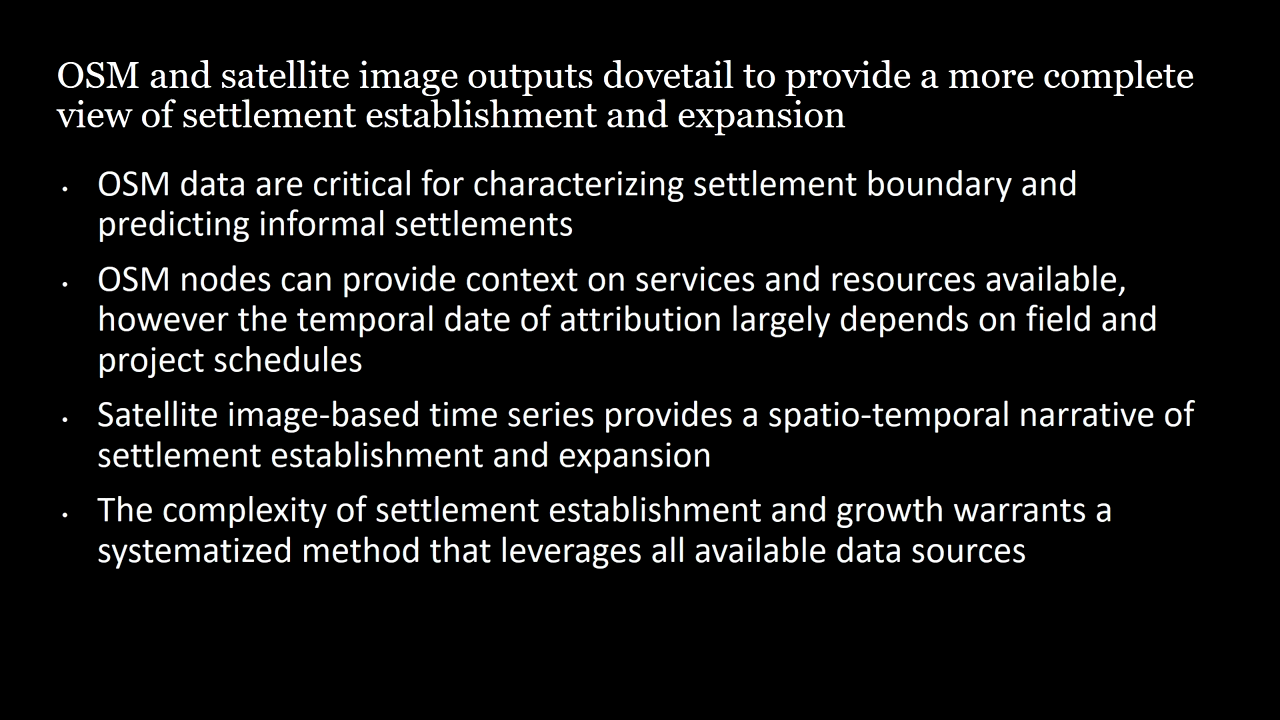 OSM and satellite image outputs dovetail to provide a more complete
view of settlement establishment and expansion
• OSM data are critical for characterizing settlement boundary and
predicting informal settlements
• OSM nodes can provide context on services and resources available,
however the temporal date of attribution largely depends on field and
project schedules
• Satellite image-based time series provides a spatio-temporal narrative of
settlement establishment and expansion
• The complexity of settlement establishment and growth warrants a
systematized method that leverages all available data sources